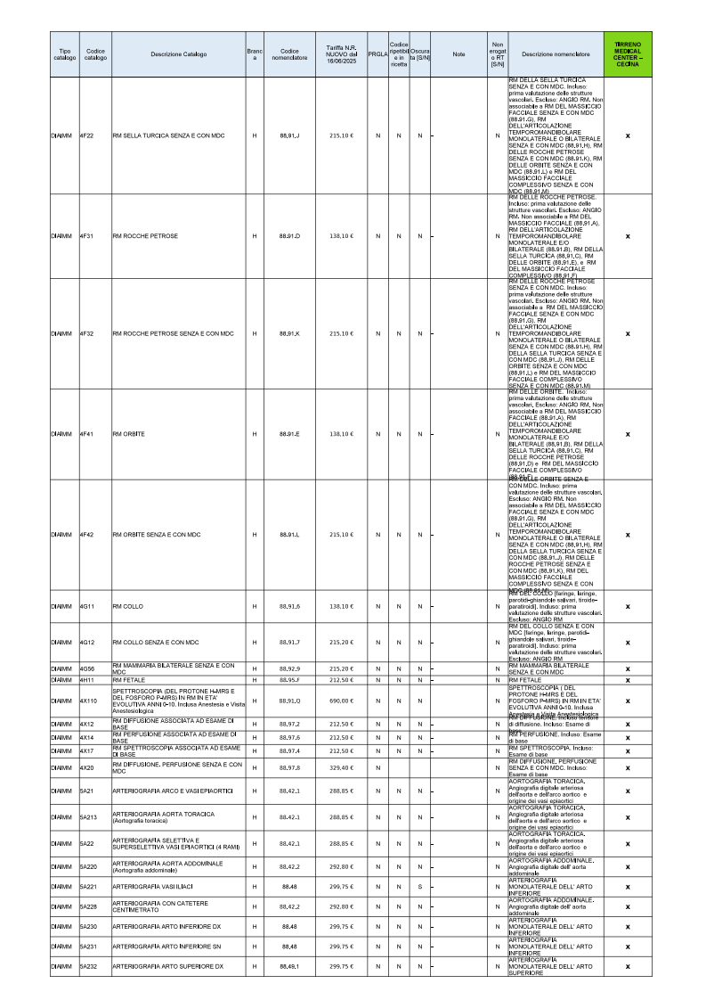 Tipo catalogo | Codice catalogo | Descrizione Catalogo | Branca | Codice nomenclatore | Tariffa N.R. NUOVO dal 16/06/2025 | PRGLA | Codice ripetibile in ricetta | Oscurata [S/N] | Note | Non erogato RT [S/N] | Descrizione nomenclatore | TIRRENO MEDICAL CENTER – CECINA
DIAIMM | 4F22 | RM SELLA TURCICA SENZA E CON MDC | H | 88.91.J | 215,10 € | N | N | N | – | N | RM DELLA SELLA TURCICA SENZA E CON MDC. Incluso: prima valutazione delle strutture vascolari. Escluso: ANGIO RM. Non associabile a RM DEL MASSICCIO FACCIALE SENZA E CON MDC (88.91.G), RM DELL'ARTICOLAZIONE TEMPOROMANDIBOLARE MONOLATERALE O BILATERALE SENZA E CON MDC (88.91.H), RM DELLE ROCCHE PETROSE SENZA E CON MDC (88.91.K), RM DELLE ORBITE SENZA E CON MDC (88.91.L) e RM DEL MASSICCIO FACCIALE COMPLESSIVO SENZA E CON MDC (88.91.M) | x
DIAIMM | 4F31 | RM ROCCHE PETROSE | H | 88.91.D | 138,10 € | N | N | N | – | N | RM DELLE ROCCHE PETROSE. Incluso: prima valutazione delle strutture vascolari. Escluso: ANGIO RM. Non associabile a RM DEL MASSICCIO FACCIALE (88.91.A), RM DELL'ARTICOLAZIONE TEMPOROMANDIBOLARE MONOLATERALE E/O BILATERALE (88.91.B), RM DELLA SELLA TURCICA (88.91.C), RM DELLE ORBITE (88.91.E), e RM DEL MASSICCIO FACCIALE COMPLESSIVO (88.91.F) | x
DIAIMM | 4F32 | RM ROCCHE PETROSE SENZA E CON MDC | H | 88.91.K | 215,10 € | N | N | N | – | N | RM DELLE ROCCHE PETROSE SENZA E CON MDC. Incluso: prima valutazione delle strutture vascolari. Escluso: ANGIO RM. Non associabile a RM DEL MASSICCIO FACCIALE SENZA E CON MDC (88.91.G), RM DELL'ARTICOLAZIONE TEMPOROMANDIBOLARE MONOLATERALE O BILATERALE SENZA E CON MDC (88.91.H), RM DELLA SELLA TURCICA SENZA E CON MDC (88.91.J), RM DELLE ORBITE SENZA E CON MDC (88.91.L) e RM DEL MASSICCIO FACCIALE COMPLESSIVO SENZA E CON MDC (88.91.M) | x
DIAIMM | 4F41 | RM ORBITE | H | 88.91.E | 138,10 € | N | N | N | – | N | RM DELLE ORBITE. Incluso: prima valutazione delle strutture vascolari. Escluso: ANGIO RM. Non associabile a RM DEL MASSICCIO FACCIALE (88.91.A), RM DELL'ARTICOLAZIONE TEMPOROMANDIBOLARE MONOLATERALE E/O BILATERALE (88.91.B), RM DELLA SELLA TURCICA (88.91.C), RM DELLE ROCCHE PETROSE (88.91.D) e RM DEL MASSICCIO FACCIALE COMPLESSIVO | x
DIAIMM | 4F42 | RM ORBITE SENZA E CON MDC | H | 88.91.L | 215,10 € | N | N | N | – | N | RM DELLE ORBITE SENZA E CON MDC. Incluso: prima valutazione delle strutture vascolari. Escluso: ANGIO RM. Non associabile a RM DEL MASSICCIO FACCIALE SENZA E CON MDC (88.91.G), RM DELL'ARTICOLAZIONE TEMPOROMANDIBOLARE MONOLATERALE O BILATERALE SENZA E CON MDC (88.91.H), RM DELLA SELLA TURCICA SENZA E CON MDC (88.91.J), RM DELLE ROCCHE PETROSE SENZA E CON MDC (88.91.K), RM DEL MASSICCIO FACCIALE COMPLESSIVO SENZA E CON | x
DIAIMM | 4G11 | RM COLLO | H | 88.91.6 | 138,10 € | N | N | N | – | N | RM DEL COLLO [faringe, laringe, parotidi-ghiandole salivari, tiroide–paratiroidi]. Incluso: prima valutazione delle strutture vascolari. Escluso: ANGIO RM | x
DIAIMM | 4G12 | RM COLLO SENZA E CON MDC | H | 88.91.7 | 215,20 € | N | N | N | – | N | RM DEL COLLO SENZA E CON MDC [faringe, laringe, parotidi–ghiandole salivari, tiroide–paratiroidi]. Incluso: prima valutazione delle strutture vascolari. Escluso: ANGIO RM | x
DIAIMM | 4G56 | RM MAMMARIA BILATERALE SENZA E CON MDC | H | 88.92.9 | 215,20 € | N | N | N | – | N | RM MAMMARIA BILATERALE SENZA E CON MDC | x
DIAIMM | 4H11 | RM FETALE | H | 88.95.F | 212,50 € | N | N | N | – | N | RM FETALE | x
DIAIMM | 4X110 | SPETTROSCOPIA (DEL PROTONE H-MRS E DEL FOSFORO P-MRS) IN RM IN ETA' EVOLUTIVA ANNI 0-10. Inclusa Anestesia e Visita Anestesiologica | H | 88.91.Q | 690,00 € | N | N | N | – | N | SPETTROSCOPIA ( DEL PROTONE H-MRS E DEL FOSFORO P-MRS) IN RM IN ETA' EVOLUTIVA ANNI 0-10. Inclusa Anestesia e Visita Anestesiologica | x
DIAIMM | 4X12 | RM DIFFUSIONE ASSOCIATA AD ESAME DI BASE | H | 88.97.2 | 212,50 € | N | N | N | – | N | RM DIFFUSIONE. Incluso tensore di diffusione. Incluso: Esame di base | x
DIAIMM | 4X14 | RM PERFUSIONE ASSOCIATA AD ESAME DI BASE | H | 88.97.6 | 212,50 € | N | N | N | – | N | RM PERFUSIONE. Incluso: Esame di base | x
DIAIMM | 4X17 | RM SPETTROSCOPIA ASSOCIATA AD ESAME DI BASE | H | 88.97.4 | 212,50 € | N | N | N | – | N | RM SPETTROSCOPIA. Incluso: Esame di base | x
DIAIMM | 4X20 | RM DIFFUSIONE. PERFUSIONE SENZA E CON MDC | H | 88.97.8 | 329,40 € | N | N | RM DIFFUSIONE, PERFUSIONE SENZA E CON MDC. Incluso: Esame di base | x
DIAIMM | 5A21 | ARTERIOGRAFIA ARCO E VASI EPIAORTICI | H | 88.42.1 | 288,85 € | N | N | N | – | N | AORTOGRAFIA TORACICA. Angiografia digitale arteriosa dell'aorta e dell'arco aortico e origine dei vasi epiaortici | x
DIAIMM | 5A213 | ARTERIOGRAFIA AORTA TORACICA (Aortografia toracica) | H | 88.42.1 | 288,85 € | N | N | N | – | N | AORTOGRAFIA TORACICA. Angiografia digitale arteriosa dell'aorta e dell'arco aortico e origine dei vasi epiaortici | x
DIAIMM | 5A22 | ARTERIOGRAFIA SELETTIVA E SUPERSELETTIVA VASI EPIAORTICI (4 RAMI) | H | 88.42.1 | 288,85 € | N | N | N | – | N | AORTOGRAFIA TORACICA. Angiografia digitale arteriosa dell'aorta e dell'arco aortico e origine dei vasi epiaortici | x
DIAIMM | 5A220 | ARTERIOGRAFIA AORTA ADDOMINALE (Aortografia addominale) | H | 88.42.2 | 292,80 € | N | N | N | – | N | AORTOGRAFIA ADDOMINALE. Angiografia digitale dell' aorta addominale | x
DIAIMM | 5A221 | ARTERIOGRAFIA VASI ILIACI | H | 88.48 | 299,75 € | N | N | S | – | N | ARTERIOGRAFIA MONOLATERALE DELL' ARTO INFERIORE | x
DIAIMM | 5A228 | ARTERIOGRAFIA CON CATETERE CENTIMETRATO | H | 88.42.2 | 292,80 € | N | N | N | – | N | AORTOGRAFIA ADDOMINALE. Angiografia digitale dell' aorta addominale | x
DIAIMM | 5A230 | ARTERIOGRAFIA ARTO INFERIORE DX | H | 88.48 | 299,75 € | N | N | N | – | N | ARTERIOGRAFIA MONOLATERALE DELL' ARTO INFERIORE | x
DIAIMM | 5A231 | ARTERIOGRAFIA ARTO INFERIORE SN | H | 88.48 | 299,75 € | N | N | N | – | N | ARTERIOGRAFIA MONOLATERALE DELL' ARTO INFERIORE | x
DIAIMM | 5A232 | ARTERIOGRAFIA ARTO SUPERIORE DX | H | 88.49.1 | 299,75 € | N | N | N | – | N | ARTERIOGRAFIA MONOLATERALE DELL' ARTO SUPERIORE | x